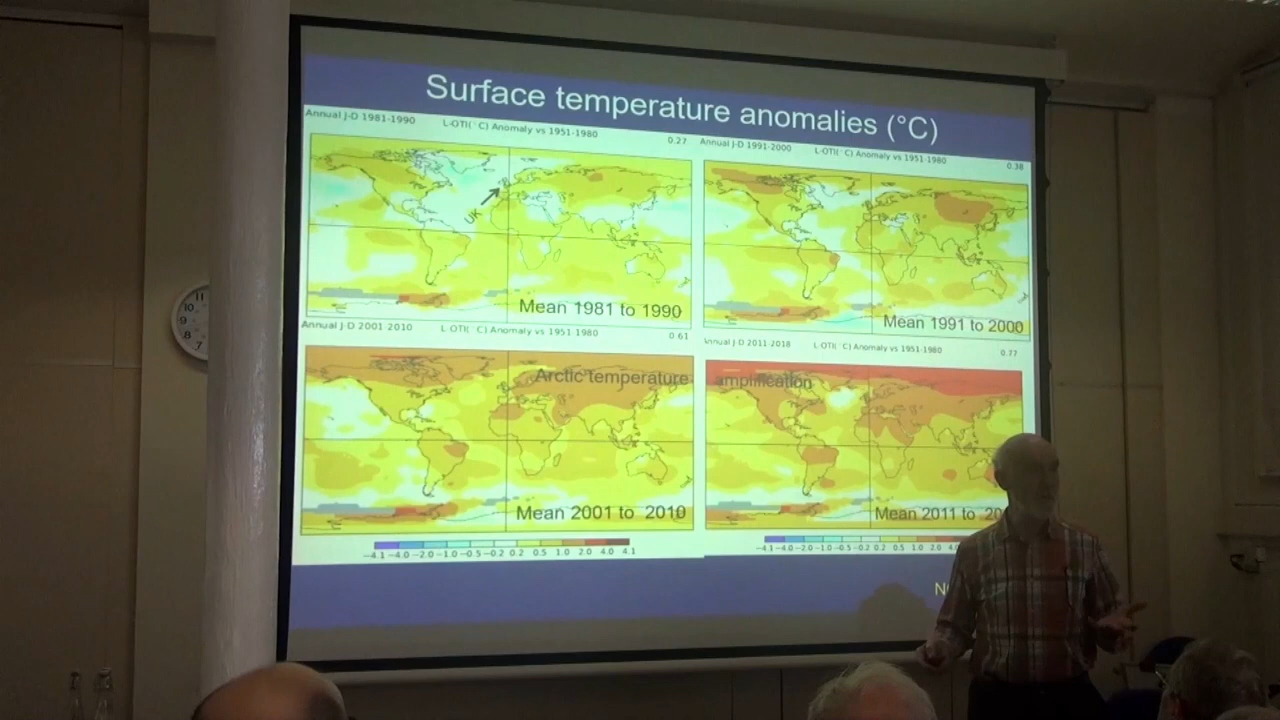 Surface temperature anomalies (°C)
Annual J-D 1981-1990 L-OTI(°C) Anomaly vs 1951-1980 0.27
Annual J-D 1991-2000 L-OTI(°C) Anomaly vs 1951-1980 0.38
UK
Mean 1981 to 1990
Mean 1991 to 2000
Annual J-D 2001-2010 L-OTI(°C) Anomaly vs 1951-1980 0.61
Annual J-D 2011-2018 L-OTI(°C) Anomaly vs 1951-1980 0.77
Arctic temperature amplification
Mean 2001 to 2010
Mean 2011 to 20
-4.1 -4.0 -2.0 -1.0 -0.5 -0.2 0.2 0.5 1.0 2.0 4.0 4.1
-4.1 -4.0 -2.0 -1.0 -0.5 -0.2 0.2 0.5 1.0 2.0
11
10
9
8
7